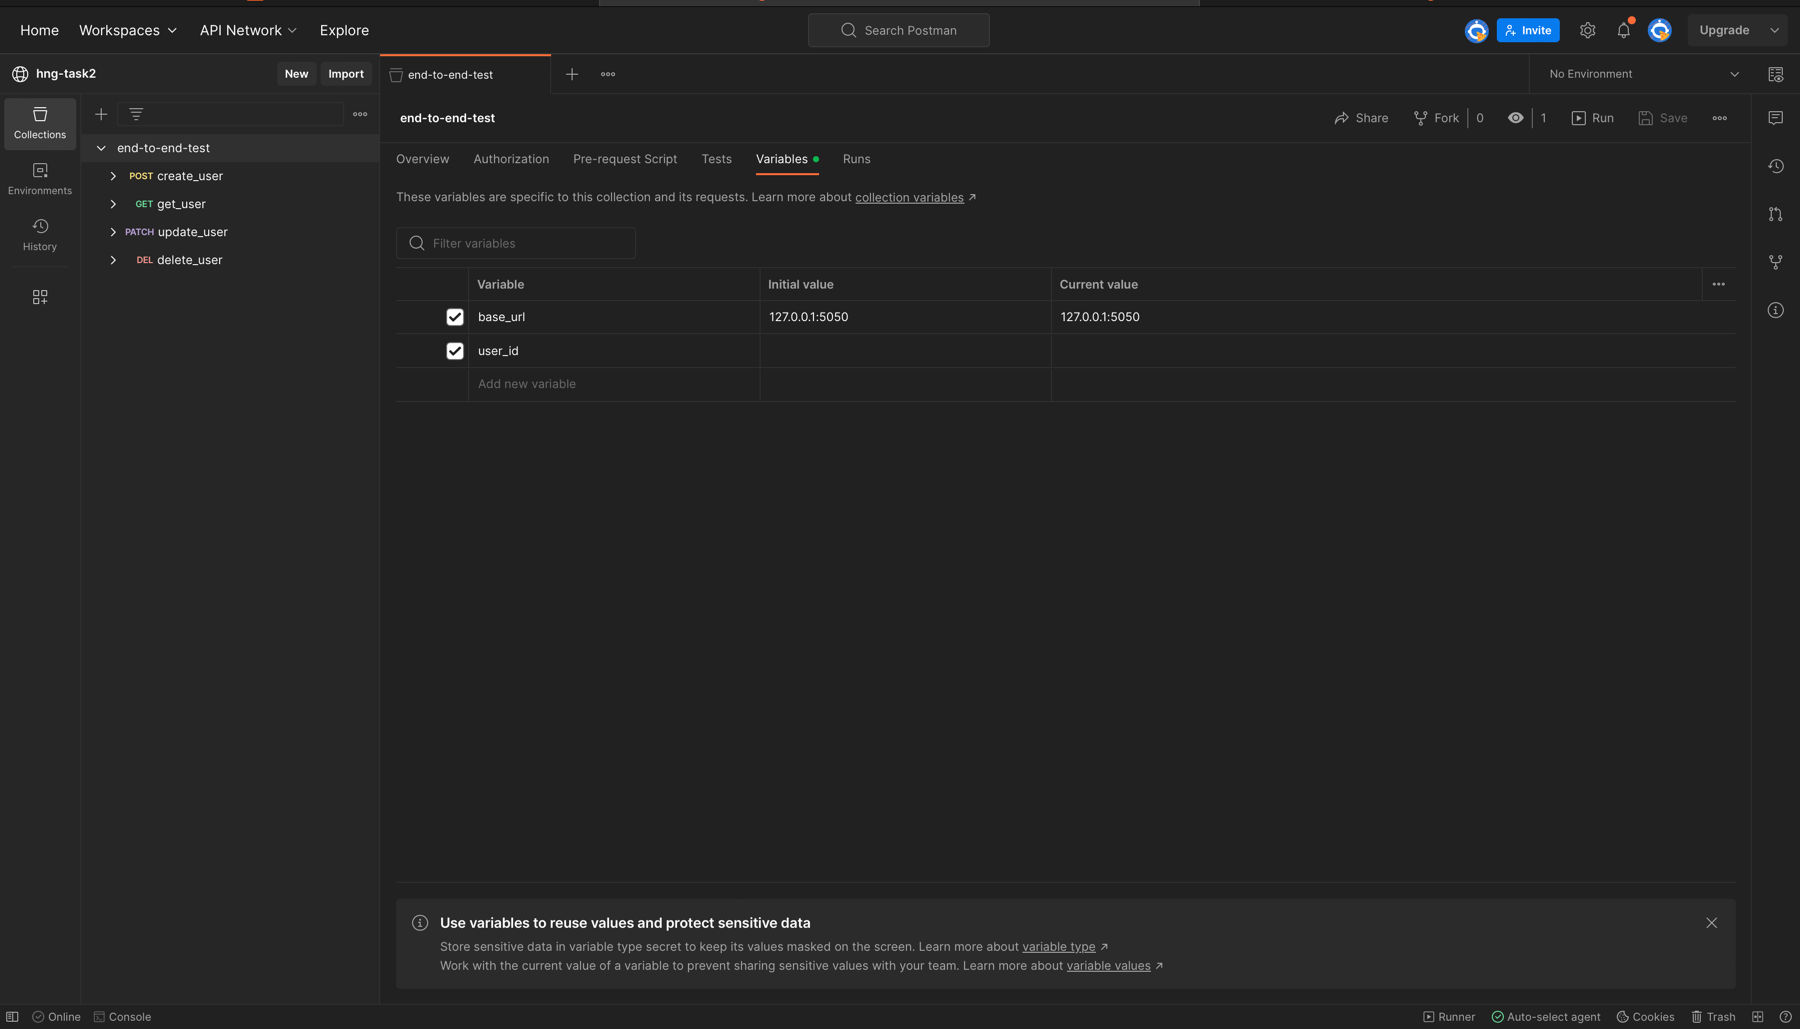 Home Workspaces API Network Explore Search Postman Invite Upgrade
hng-task2 New Import end-to-end-test No Environment
Collections
Environments
History
end-to-end-test
POST create_user
GET get_user
PATCH update_user
DEL delete_user
end-to-end-test Share Fork 0 1 Run Save
Overview Authorization Pre-request Script Tests Variables Runs
These variables are specific to this collection and its requests. Learn more about collection variables ↗
Filter variables
Variable Initial value Current value
base_url 127.0.0.1:5050 127.0.0.1:5050
user_id
Add new variable
Use variables to reuse values and protect sensitive data
Store sensitive data in variable type secret to keep its values masked on the screen. Learn more about variable type ↗
Work with the current value of a variable to prevent sharing sensitive values with your team. Learn more about variable values ↗
Online Console Runner Auto-select agent Cookies Trash